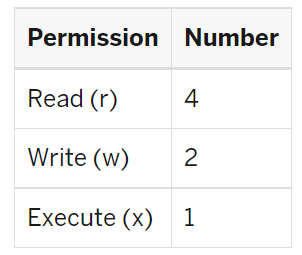 Permission Number
Read (r) 4
Write (w) 2
Execute (x) 1